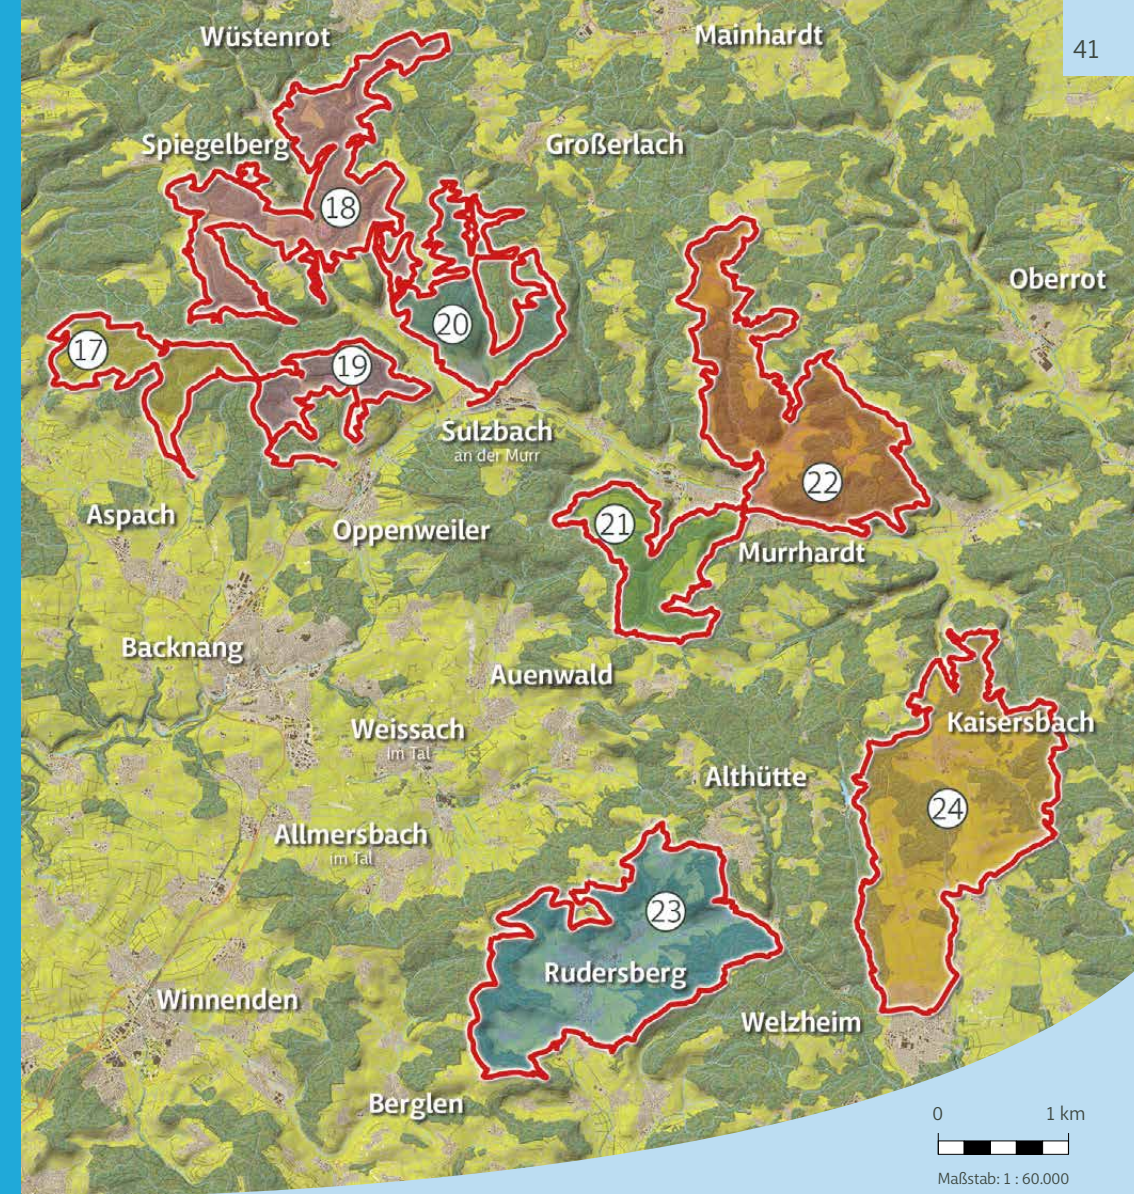 Wüstenrot
Mainhardt
41
Spiegelberg
Großerlach
18
Oberrot
20
17
19
Sulzbach
an der Murr
22
Aspach
Oppenweiler
21
Murrhardt
Backnang
Auenwald
Weissach
im Tal
Kaisersbach
Althütte
24
Allmersbach
im Tal
23
Rudersberg
Winnenden
Welzheim
Berglen
0 1 km
Maßstab: 1 : 60.000